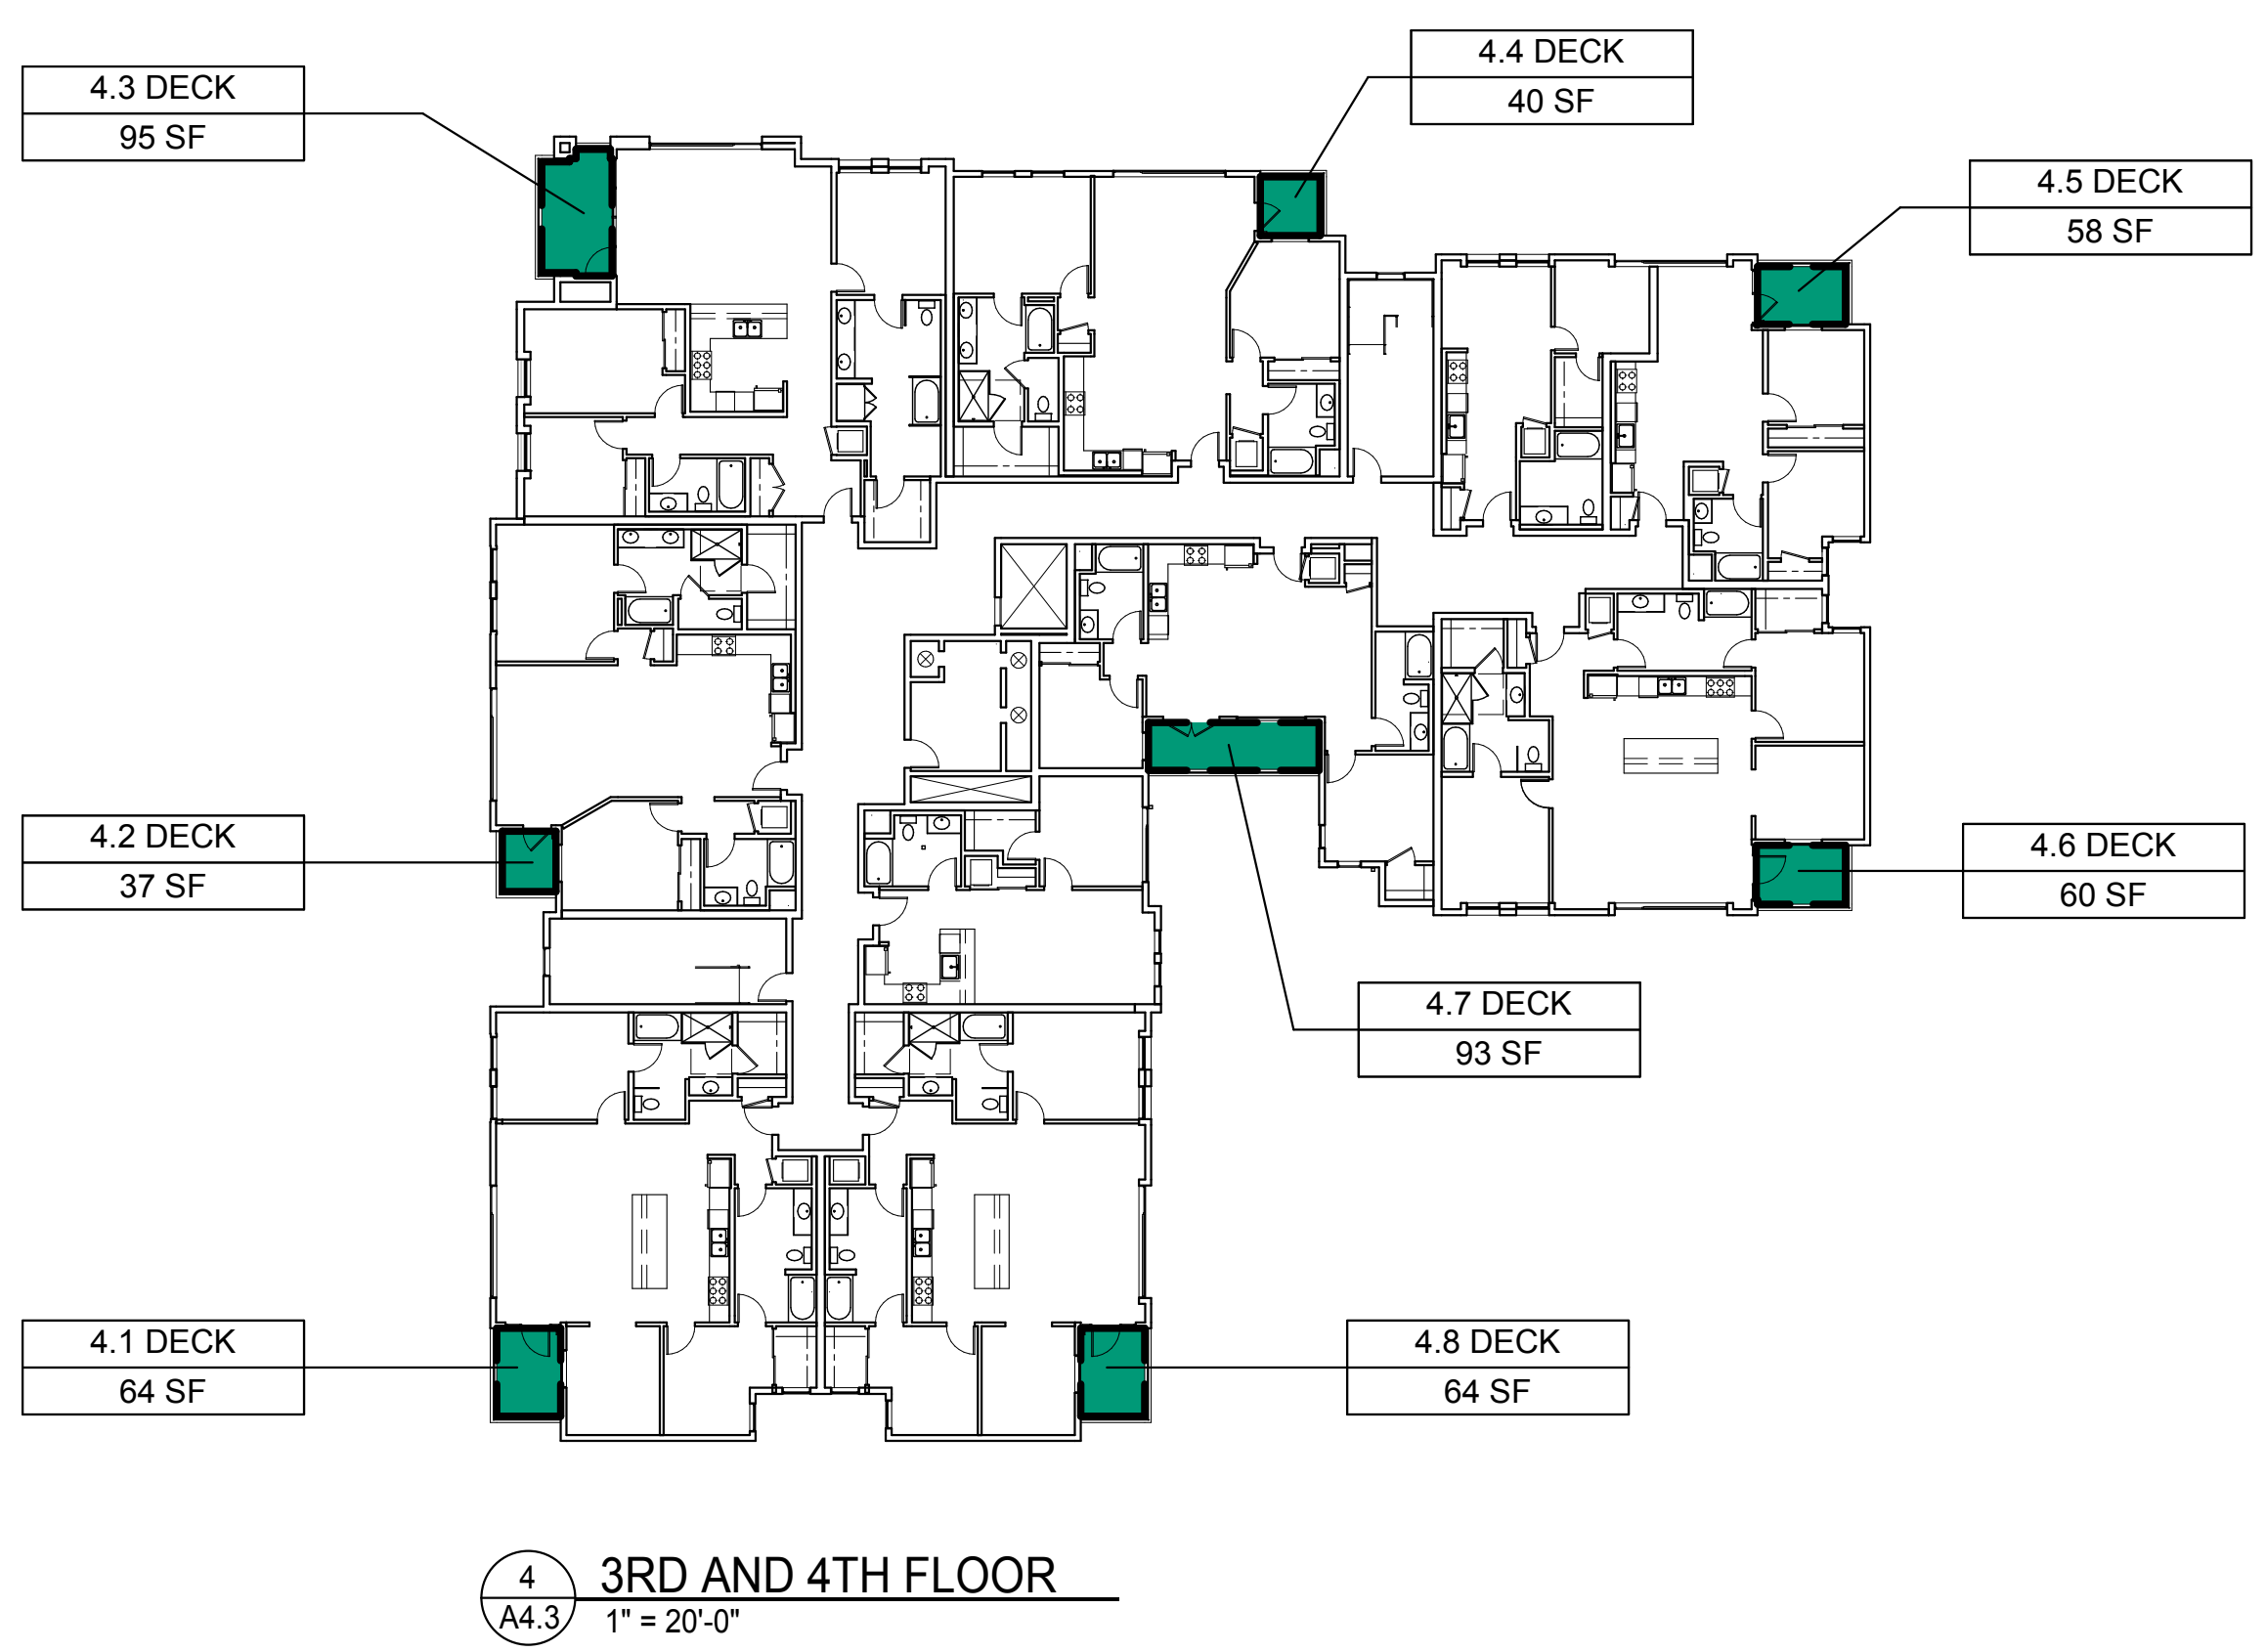 4.4 DECK
40 SF
4.3 DECK
95 SF
4.5 DECK
58 SF
4.2 DECK
37 SF
4.6 DECK
60 SF
4.7 DECK
93 SF
4.1 DECK
64 SF
4.8 DECK
64 SF
4
A4.3
3RD AND 4TH FLOOR
1" = 20'-0"